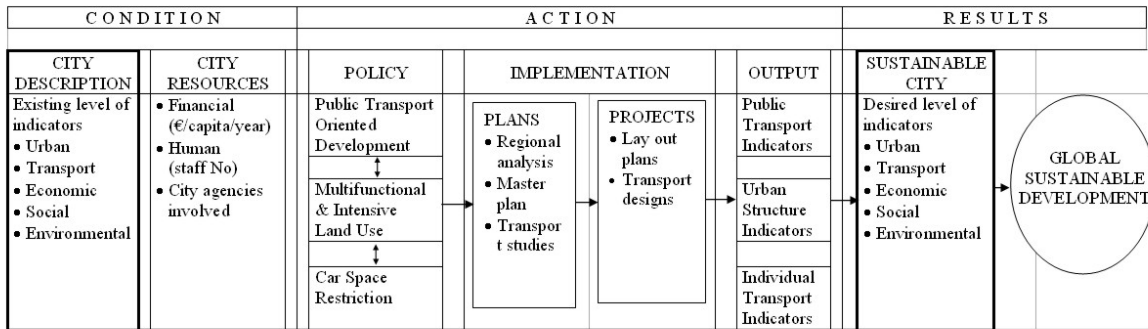 CONDITION
ACTION
RESULTS
CITY
DESCRIPTION
Existing level of
indicators
• Urban
• Transport
• Economic
• Social
• Environmental
CITY
RESOURCES
• Financial
(€/capita/year)
• Human
(staff No)
• City agencies
involved
POLICY
Public Transport
Oriented
Development
Multifunctional
& Intensive
Land Use
Car Space
Restriction
IMPLEMENTATION
PLANS
• Regional
analysis
• Master
plan
• Transpor
t studies
PROJECTS
• Lay out
plans
• Transport
designs
OUTPUT
Public
Transport
Indicators
Urban
Structure
Indicators
Individual
Transport
Indicators
SUSTAINABLE
CITY
Desired level of
indicators
• Urban
• Transport
• Economic
• Social
• Environmental
GLOBAL
SUSTAINABLE
DEVELOPMENT